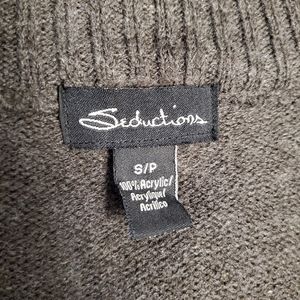 Seductions
S/P
100% Acrylic/
Acrylique/
Acrilico